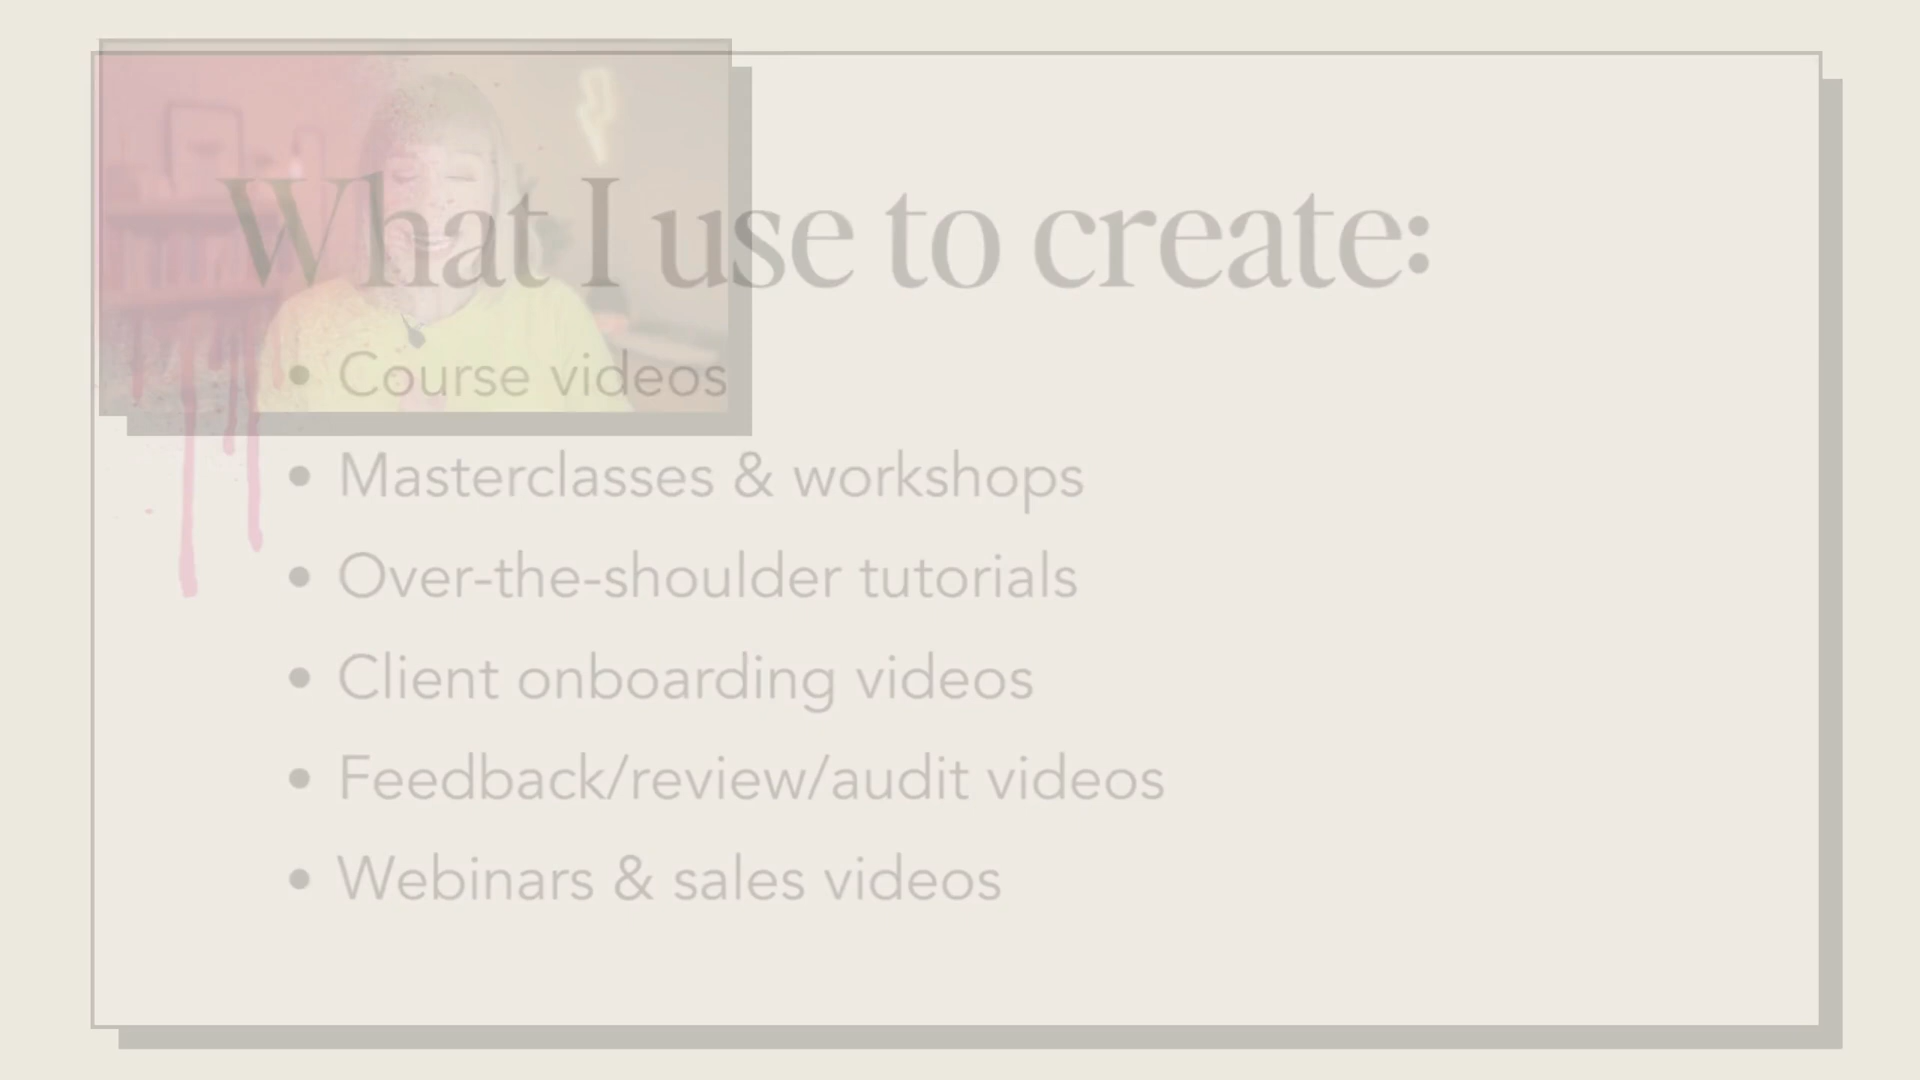 What I use to create:
• Course videos
• Masterclasses & workshops
• Over-the-shoulder tutorials
• Client onboarding videos
• Feedback/review/audit videos
• Webinars & sales videos